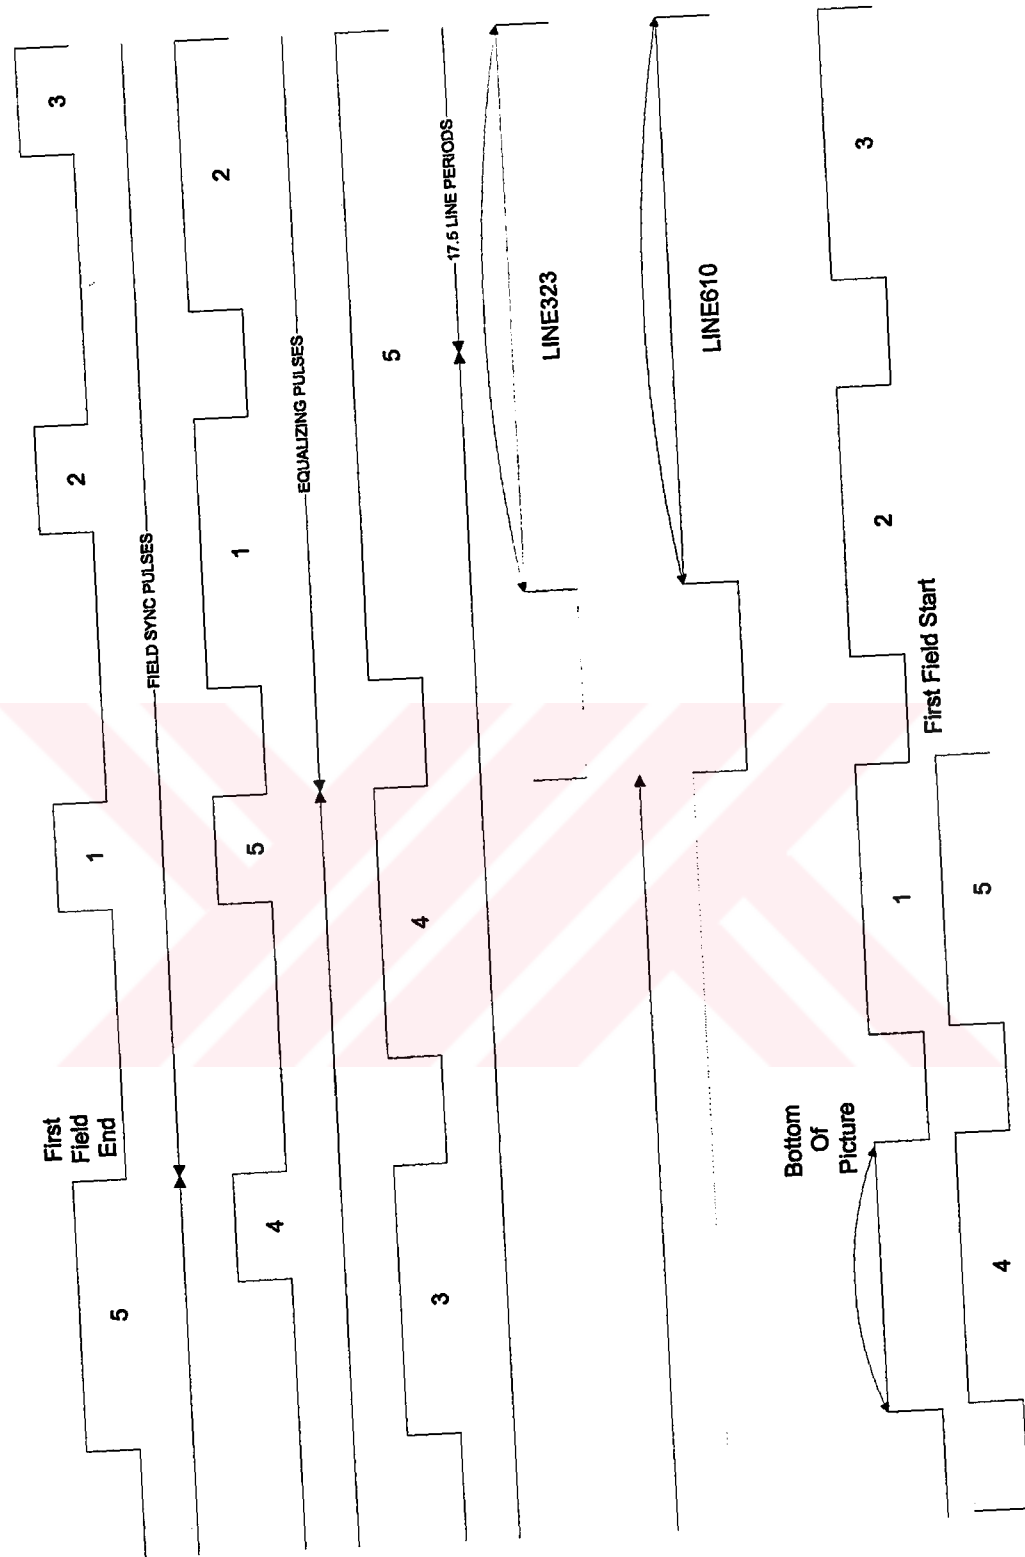 First
Field
End
5 1 2 3
FIELD SYNC PULSES
4 5 1 2
EQUALIZING PULSES
3 4 5
17.5 LINE PERIODS
LINE323
LINE610
Bottom
Of
Picture
1 2 3
First Field Start
4 5